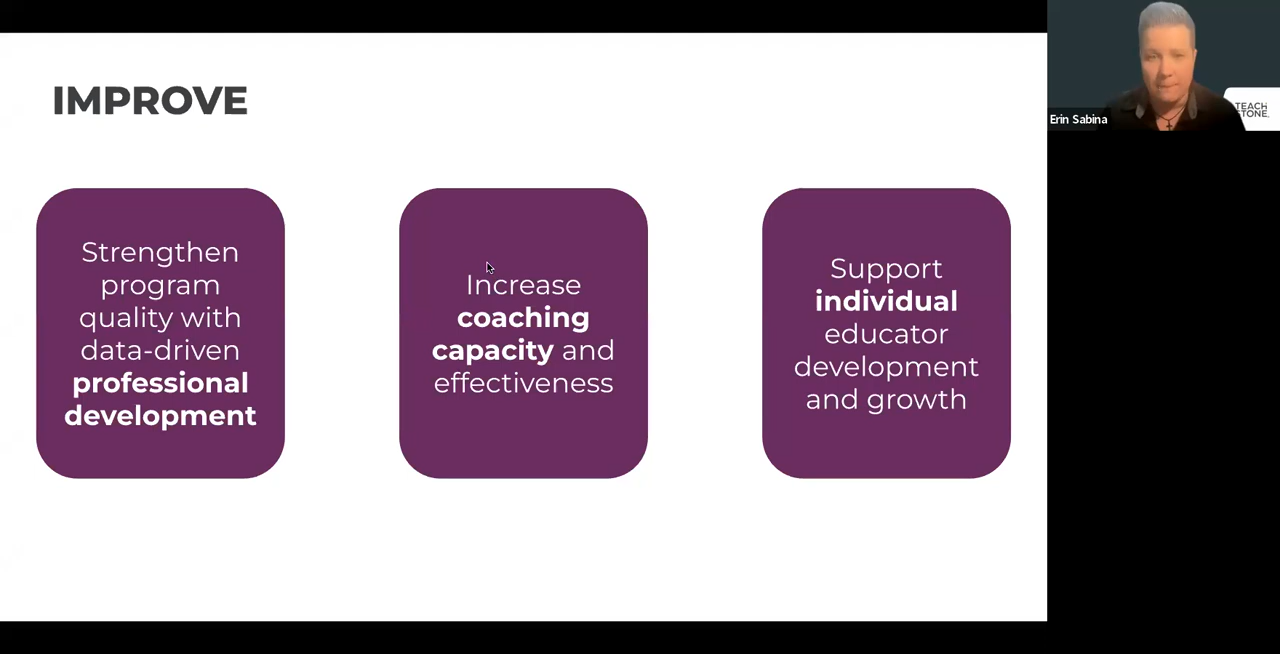 IMPROVE
Strengthen
program
quality with
data-driven
professional
development
Increase
coaching
capacity and
effectiveness
Support
individual
educator
development
and growth
Erin Sabina
TEACH
STONE